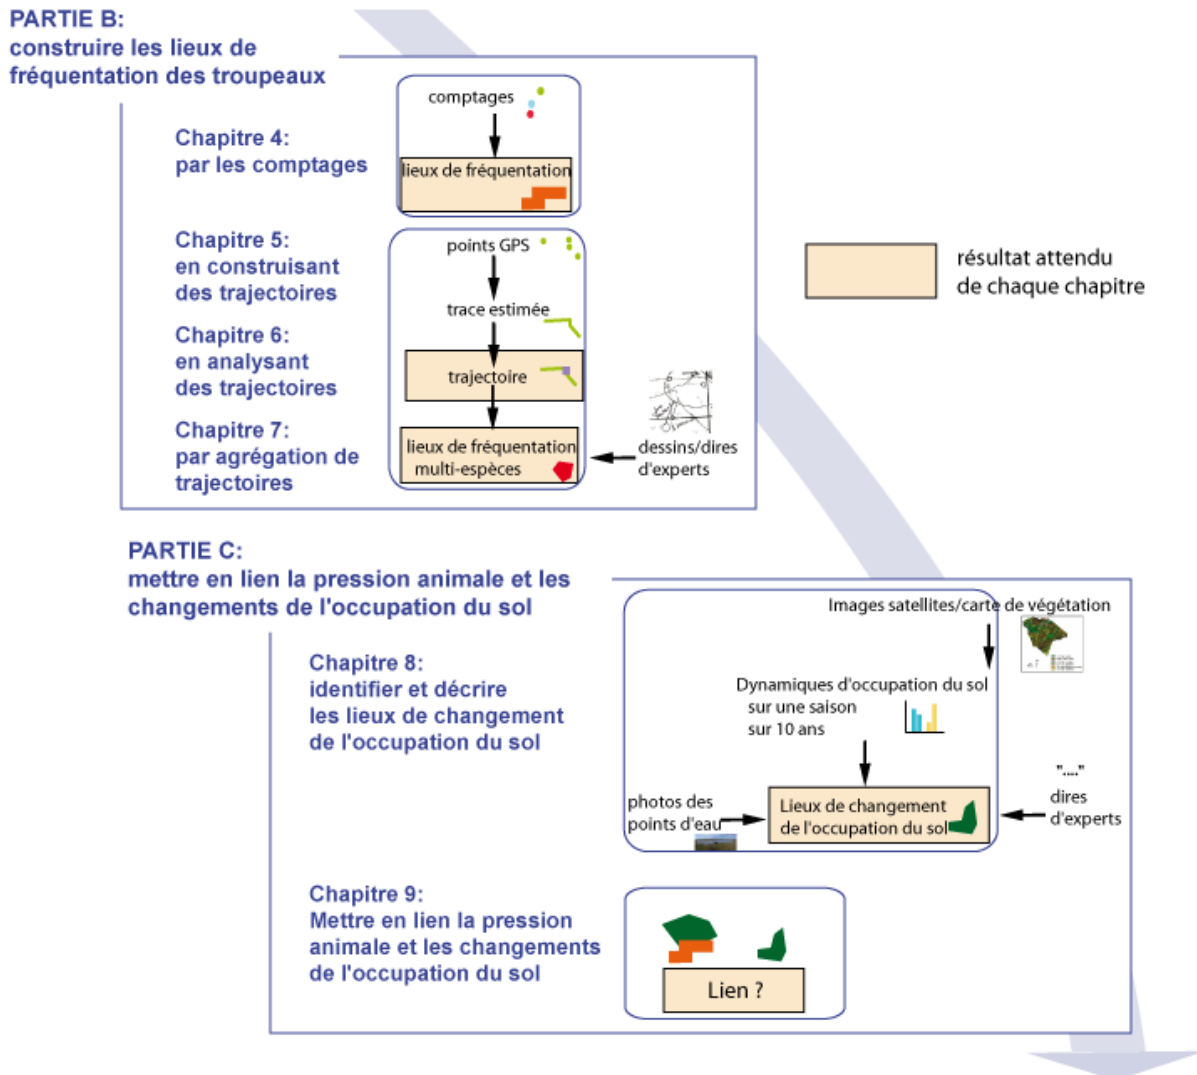 PARTIE B:
construire les lieux de
fréquentation des troupeaux
comptages
Chapitre 4:
par les comptages
lieux de fréquentation
Chapitre 5:
en construisant
des trajectoires
points GPS
trace estimée
Chapitre 6:
en analysant
des trajectoires
trajectoire
Chapitre 7:
par agrégation de
trajectoires
lieux de fréquentation
multi-espèces
dessins/dires
d'experts
résultat attendu
de chaque chapitre
PARTIE C:
mettre en lien la pression animale et les
changements de l'occupation du sol
Images satellites/carte de végétation
Chapitre 8:
identifier et décrire
les lieux de changement
de l'occupation du sol
Dynamiques d'occupation du sol
sur une saison
sur 10 ans
photos des
points d'eau
Lieux de changement
de l'occupation du sol
"...."
dires
d'experts
Chapitre 9:
Mettre en lien la pression
animale et les changements
de l'occupation du sol
Lien ?